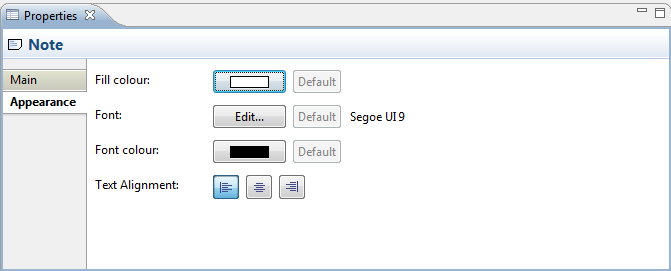 Properties
Note
Main
Appearance
Fill colour: Default
Font: Edit... Default Segoe UI 9
Font colour: Default
Text Alignment: